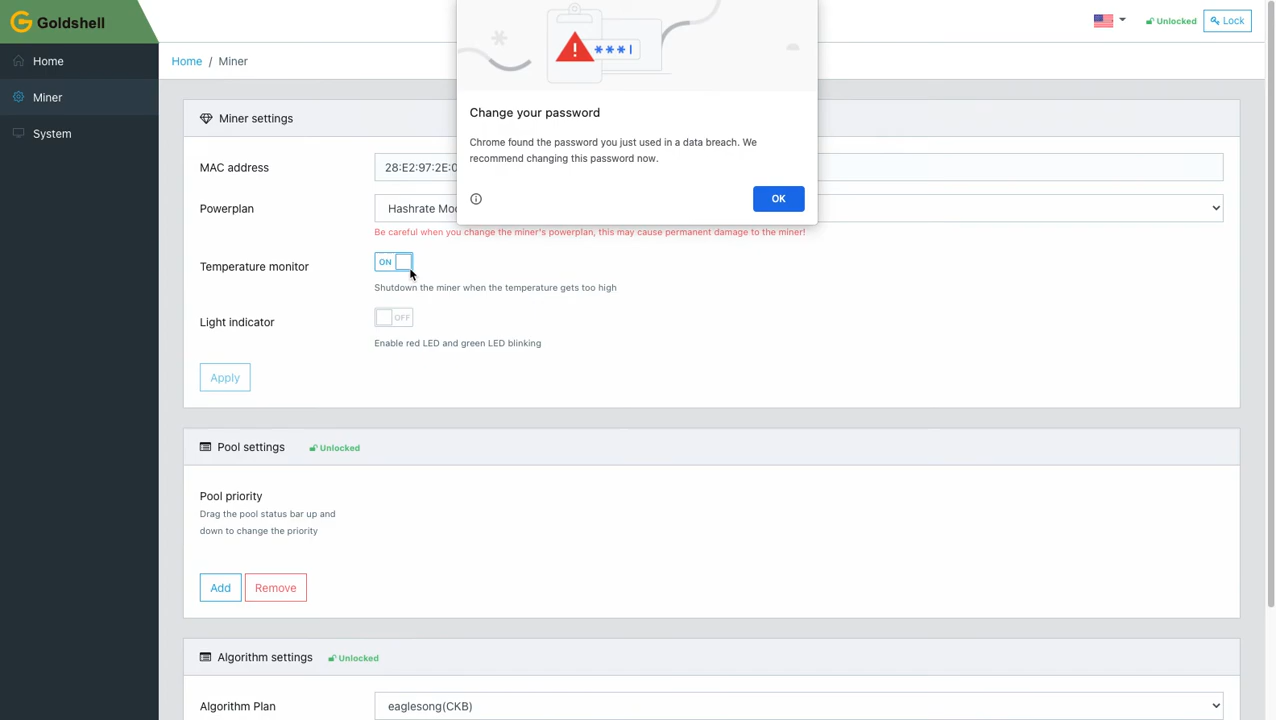 Goldshell
Unlocked
Lock
Home
Miner
System
Home / Miner
***|
Change your password
Chrome found the password you just used in a data breach. We
recommend changing this password now.
OK
Miner settings
MAC address
28:E2:97:2E:
Powerplan
Hashrate
Be careful when you change the miner's powerplan, this may cause permanent damage to the miner!
Temperature monitor
ON
Shutdown the miner when the temperature gets too high
Light indicator
OFF
Enable red LED and green LED blinking
Apply
Pool settings
Unlocked
Pool priority
Drag the pool status bar up and
down to change the priority
Add
Remove
Algorithm settings
Unlocked
Algorithm Plan
eaglesong(CKB)